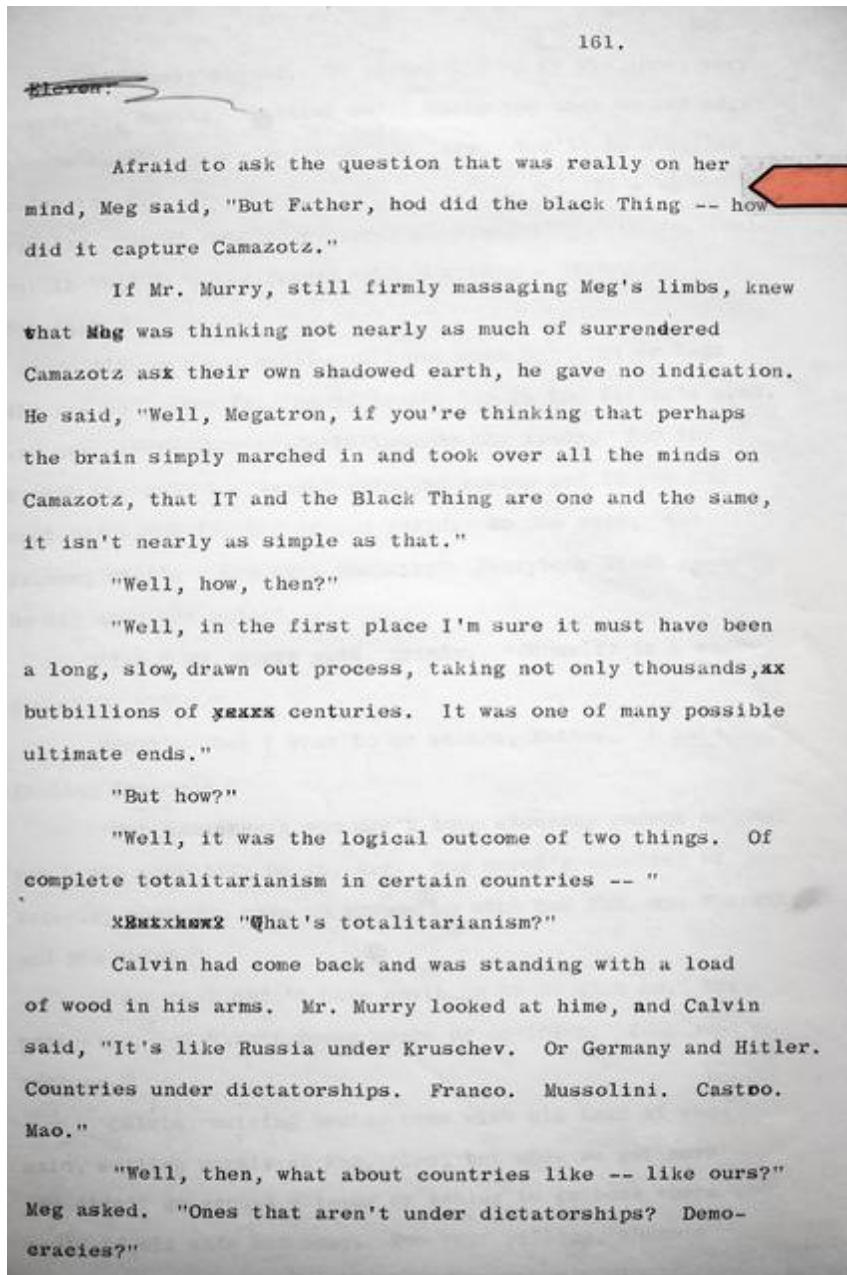 161.
Eleven:
Afraid to ask the question that was really on her
mind, Meg said, "But Father, hod did the black Thing -- how
did it capture Camazotz."
If Mr. Murry, still firmly massaging Meg's limbs, knew
that Meg was thinking not nearly as much of surrendered
Camazotz as their own shadowed earth, he gave no indication.
He said, "Well, Megatron, if you're thinking that perhaps
the brain simply marched in and took over all the minds on
Camazotz, that IT and the Black Thing are one and the same,
it isn't nearly as simple as that."
"Well, how, then?"
"Well, in the first place I'm sure it must have been
a long, slow, drawn out process, taking not only thousands,
butbillions of centuries. It was one of many possible
ultimate ends."
"But how?"
"Well, it was the logical outcome of two things. Of
complete totalitarianism in certain countries -- "
"What's totalitarianism?"
Calvin had come back and was standing with a load
of wood in his arms. Mr. Murry looked at hime, and Calvin
said, "It's like Russia under Kruschev. Or Germany and Hitler.
Countries under dictatorships. Franco. Mussolini. Castro.
Mao."
"Well, then, what about countries like -- like ours?"
Meg asked. "Ones that aren't under dictatorships? Demo-
cracies?"